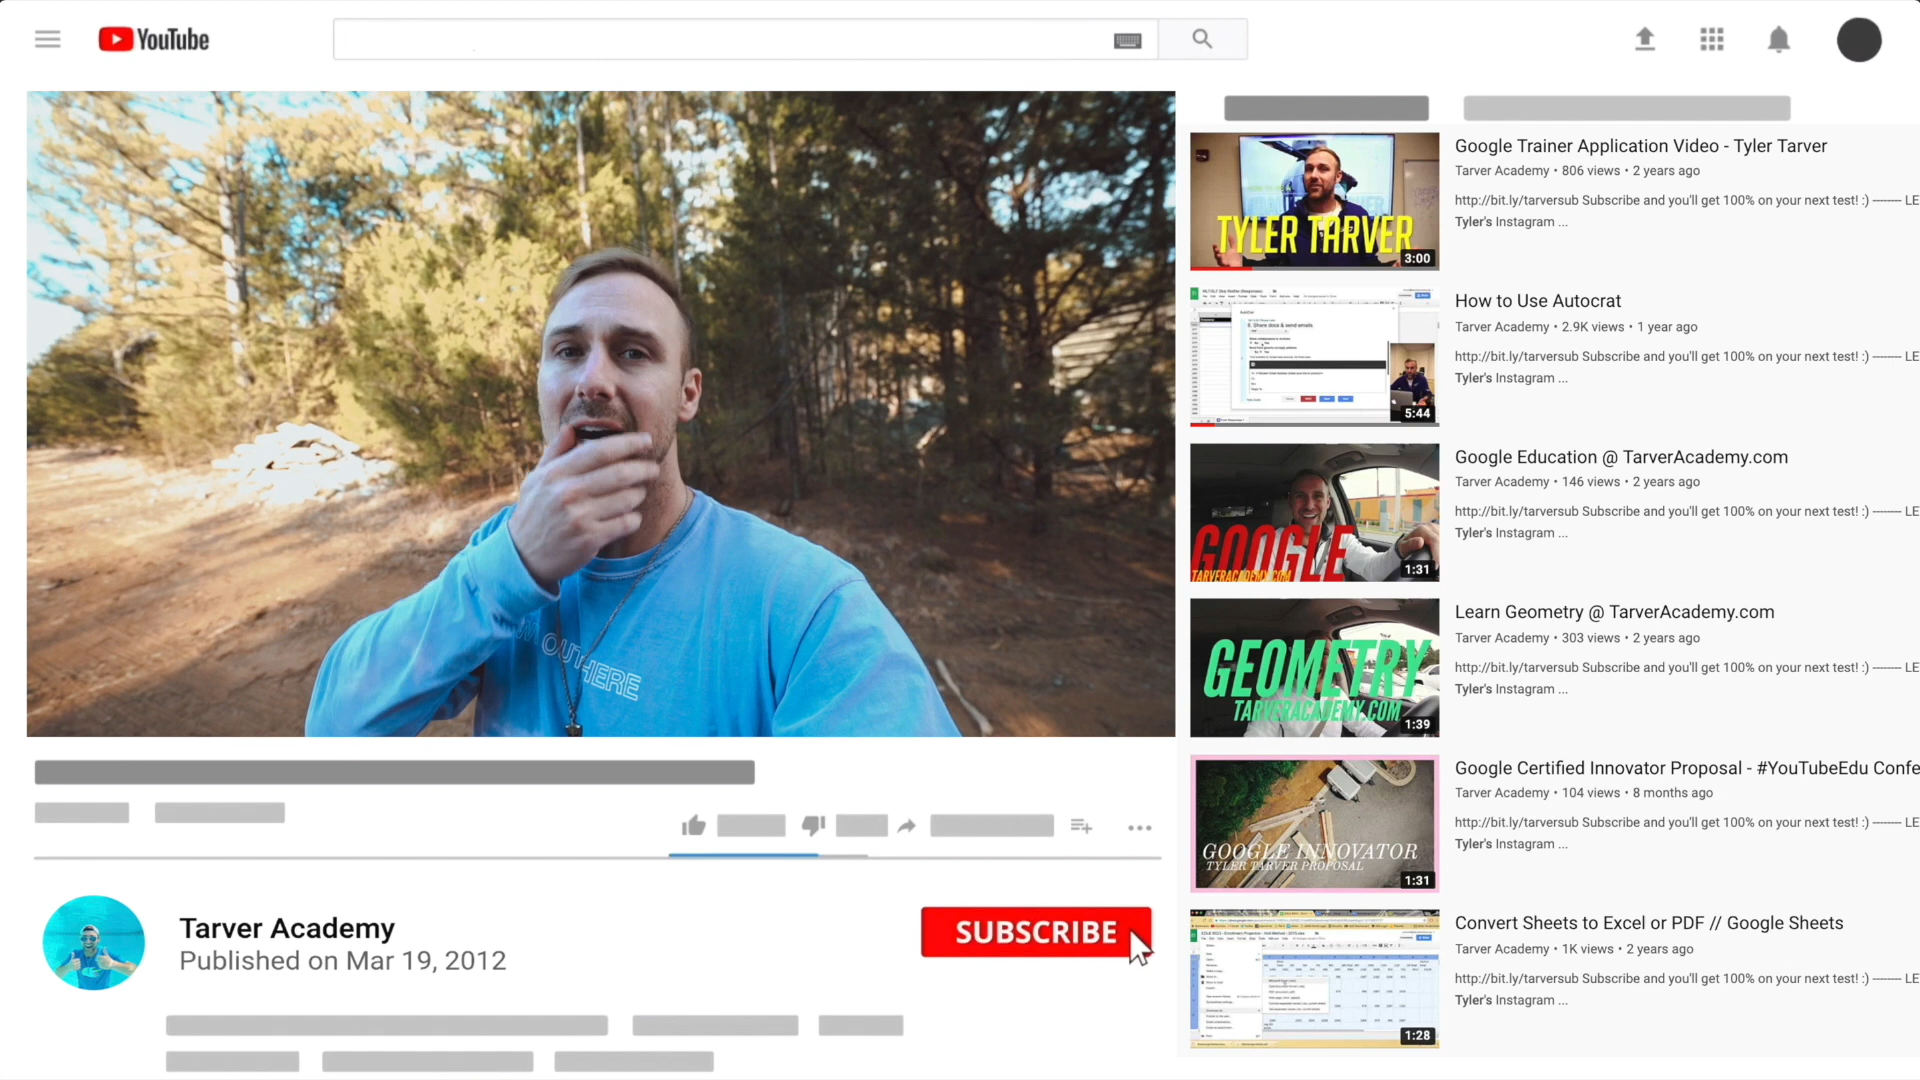 YouTube
OUTHERE
Tarver Academy
Published on Mar 19, 2012
SUBSCRIBE
TYLER TARVER
3:00
Google Trainer Application Video - Tyler Tarver
Tarver Academy • 806 views • 2 years ago
http://bit.ly/tarversub Subscribe and you'll get 100% on your next test! :) -------- LE
Tyler's Instagram ...
8. Share docs & send emails
5:44
How to Use Autocrat
Tarver Academy • 2.9K views • 1 year ago
http://bit.ly/tarversub Subscribe and you'll get 100% on your next test! :) -------- LE
Tyler's Instagram ...
GOOGLE
TARVERACADEMY.COM
1:31
Google Education @ TarverAcademy.com
Tarver Academy • 146 views • 2 years ago
http://bit.ly/tarversub Subscribe and you'll get 100% on your next test! :) -------- LE
Tyler's Instagram ...
GEOMETRY
TARVERACADEMY.COM
1:39
Learn Geometry @ TarverAcademy.com
Tarver Academy • 303 views • 2 years ago
http://bit.ly/tarversub Subscribe and you'll get 100% on your next test! :) -------- LE
Tyler's Instagram ...
GOOGLE INNOVATOR
TYLER TARVER PROPOSAL
1:31
Google Certified Innovator Proposal - #YouTubeEdu Confe
Tarver Academy • 104 views • 8 months ago
http://bit.ly/tarversub Subscribe and you'll get 100% on your next test! :) -------- LE
Tyler's Instagram ...
1:28
Convert Sheets to Excel or PDF // Google Sheets
Tarver Academy • 1K views • 2 years ago
http://bit.ly/tarversub Subscribe and you'll get 100% on your next test! :) -------- LE
Tyler's Instagram ...